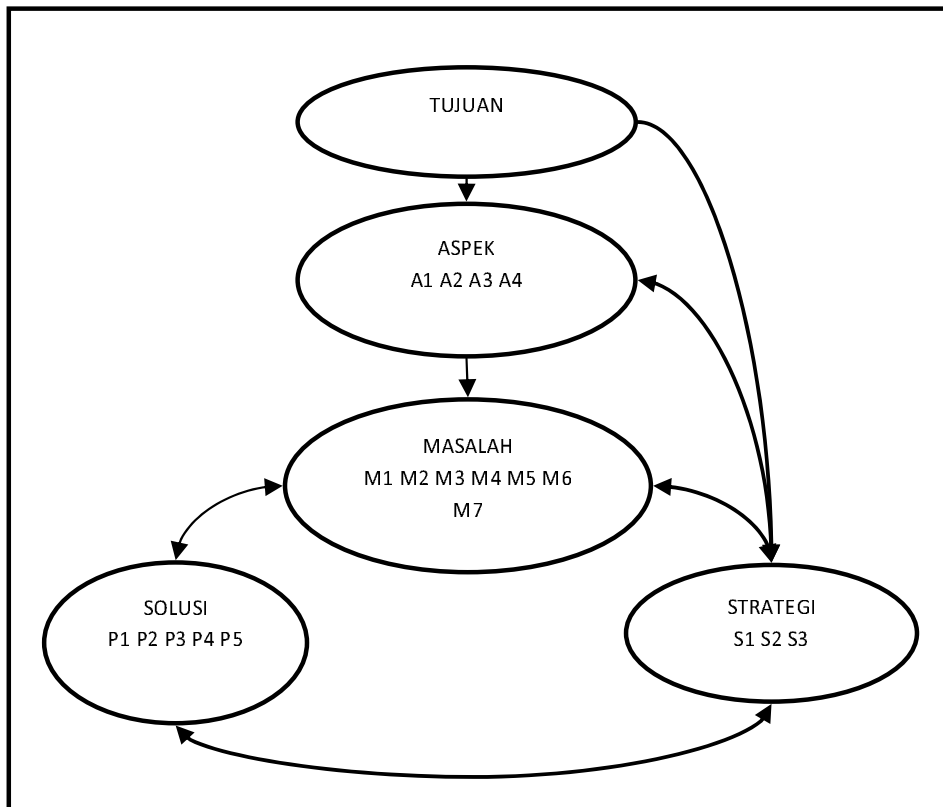 TUJUAN
ASPEK
A1 A2 A3 A4
MASALAH
M1 M2 M3 M4 M5 M6
M7
SOLUSI
P1 P2 P3 P4 P5
STRATEGI
S1 S2 S3